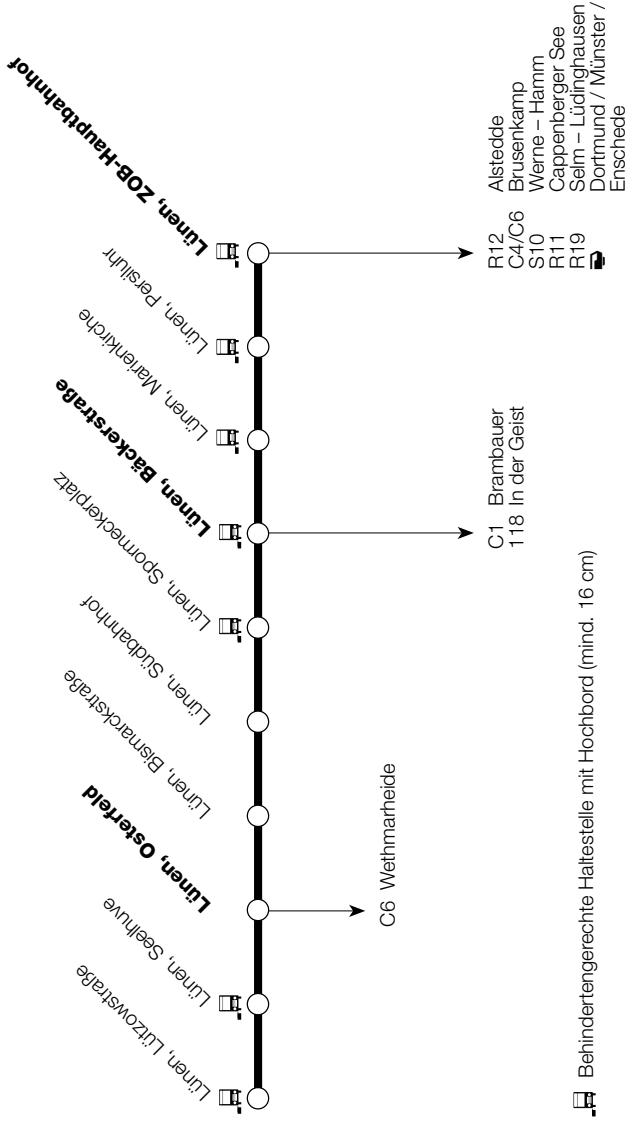 Lünen, Lützowstraße
Lünen, Seelhuve
Lünen, Osterfeld
Lünen, Bismarckstraße
Lünen, Südbahnhof
Lünen, Spormeckerplatz
Lünen, Bäckerstraße
Lünen, Marienkirche
Lünen, Persiluhr
Lünen, ZOB-Hauptbahnhof
C6 Wethmarheide
C1 Brambauer
118 In der Geist
R12 Alstedde
C4/C6 Brusenkamp
S10 Werne – Hamm
R11 Cappenberger See
R19 Selm – Lüdinghausen
Dortmund / Münster /
Enschede
Behindertengerechte Haltestelle mit Hochbord (mind. 16 cm)